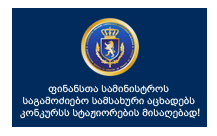 ფინანსთა სამინისტროს
საგამოძიებო სამსახური აცხადებს
კონკურსს სტაჟიორების მისაღებად!